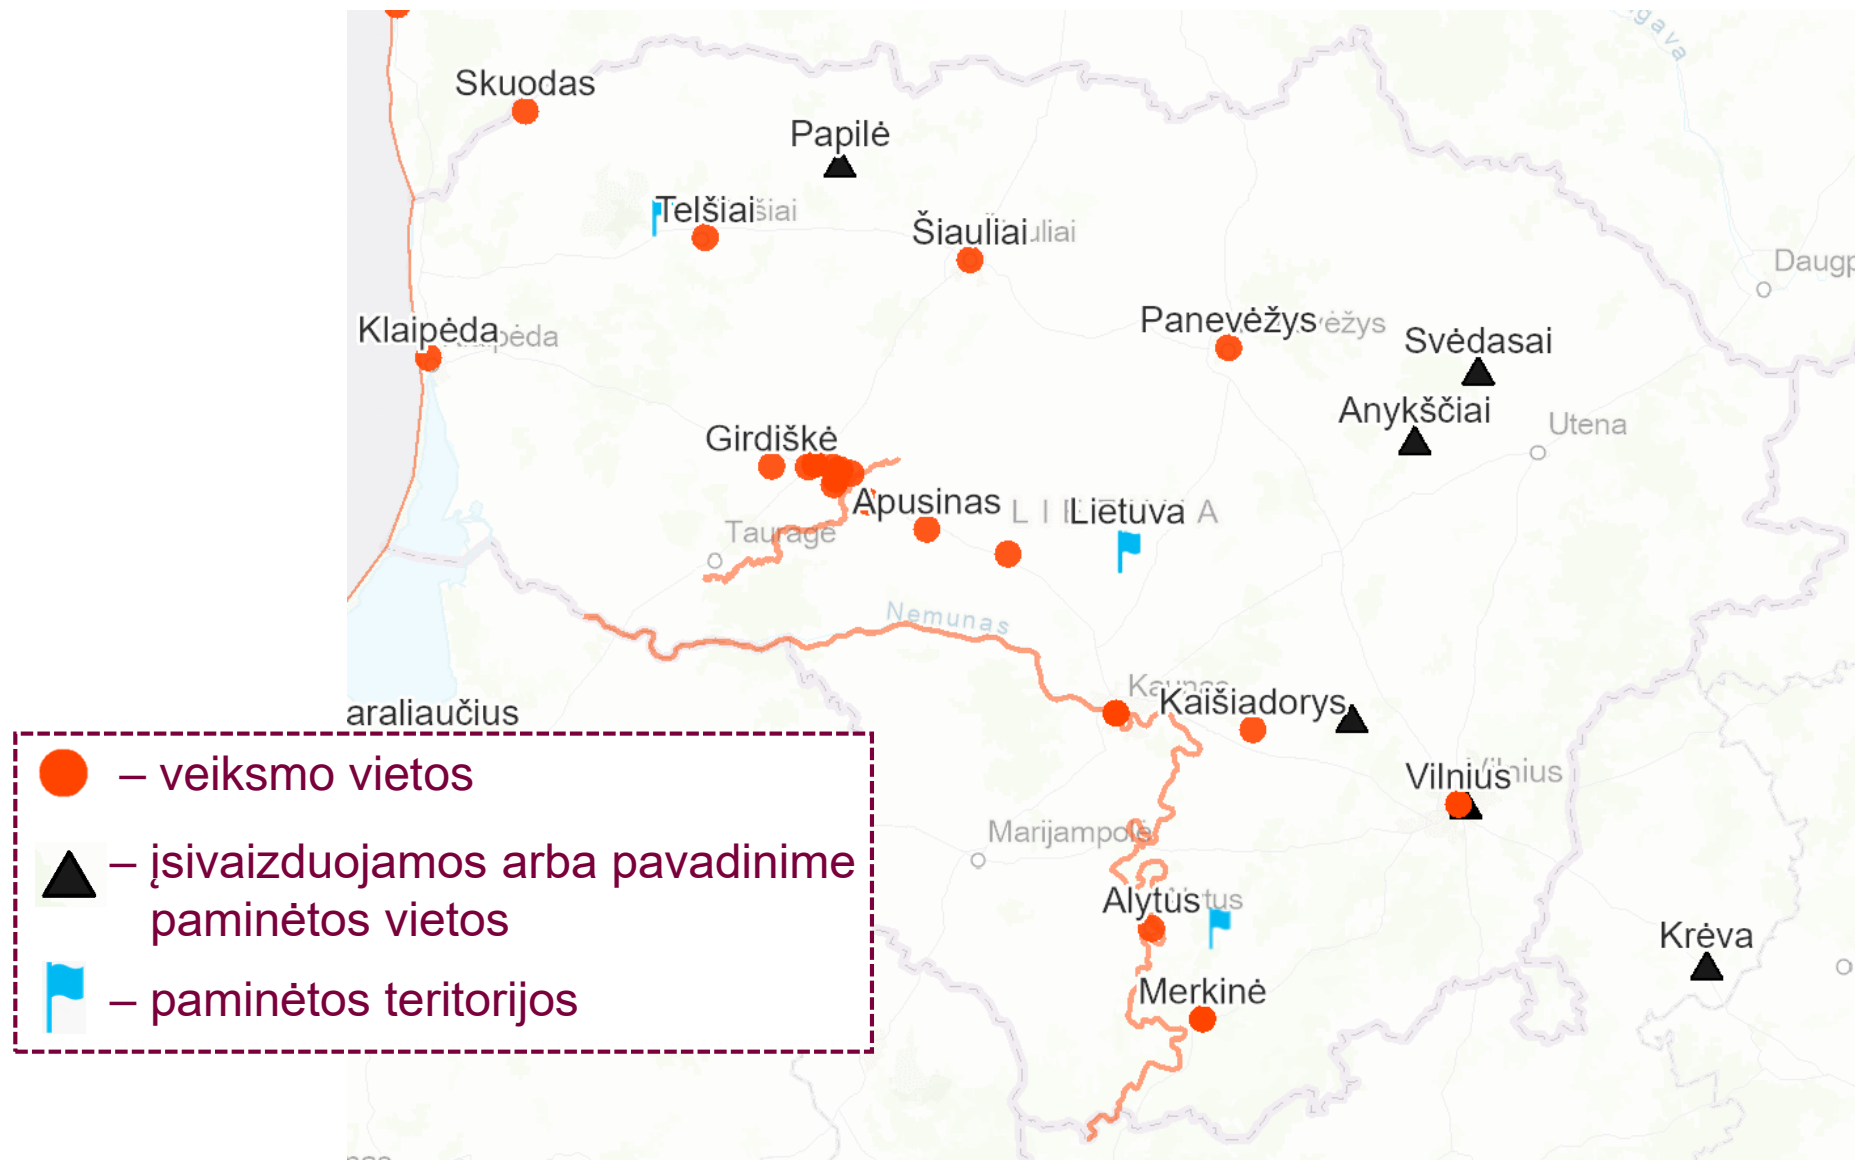 Skuodas
Papilė
Telšiai
Šiauliai
Daugp
Klaipėda
Panevėžys
Svėdasai
Anykščiai
Utena
Girdiškė
Apusinas
Lietuva
Tauragė
Nemunas
Kaunas
Kaišiadorys
araliaučius
Vilnius
Marijampolė
Alytus
Krėva
Merkinė
– veiksmo vietos
– įsivaizduojamos arba pavadinime
paminėtos vietos
– paminėtos teritorijos